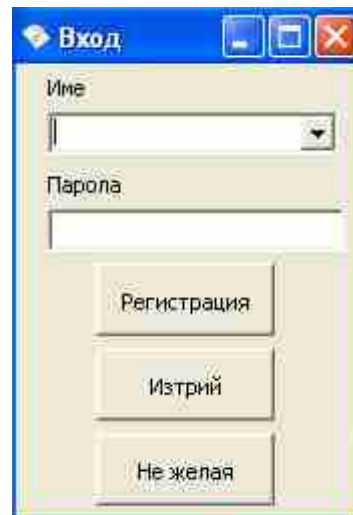 Вход
Име
Парола
Регистрация
Изтрий
Не желая